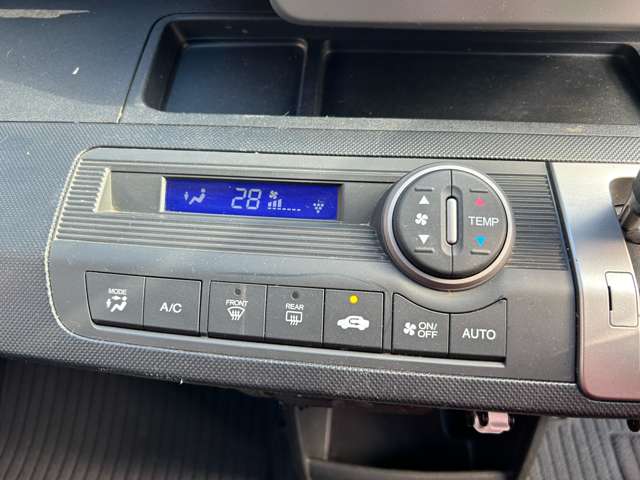 28
TEMP
MODE
A/C
FRONT
REAR
ON/
OFF
AUTO